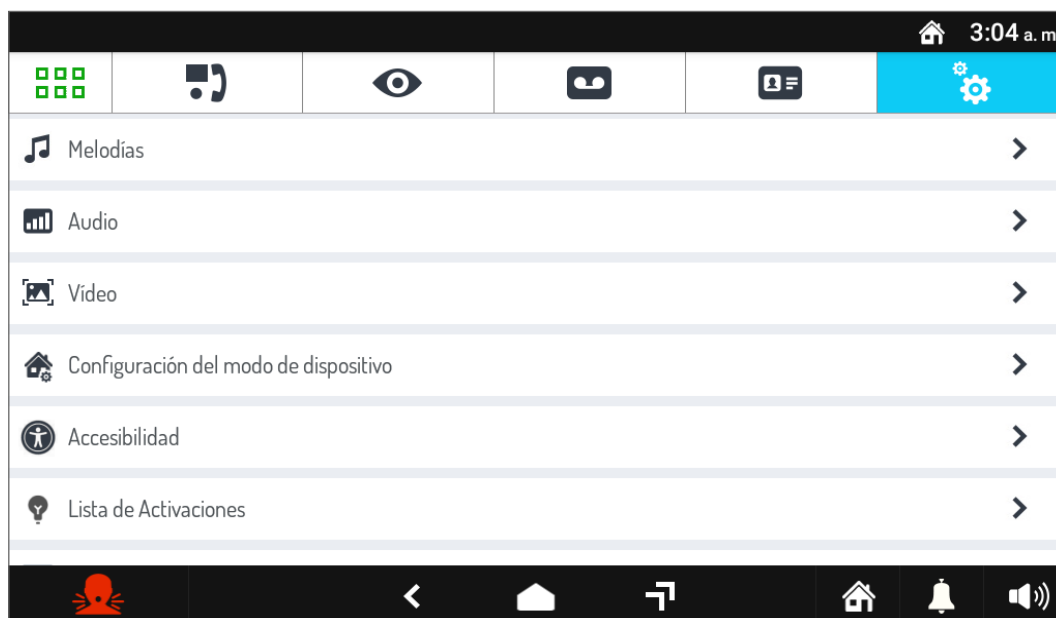 3:04 a. m
Melodías
Audio
Vídeo
Configuración del modo de dispositivo
Accesibilidad
Lista de Activaciones